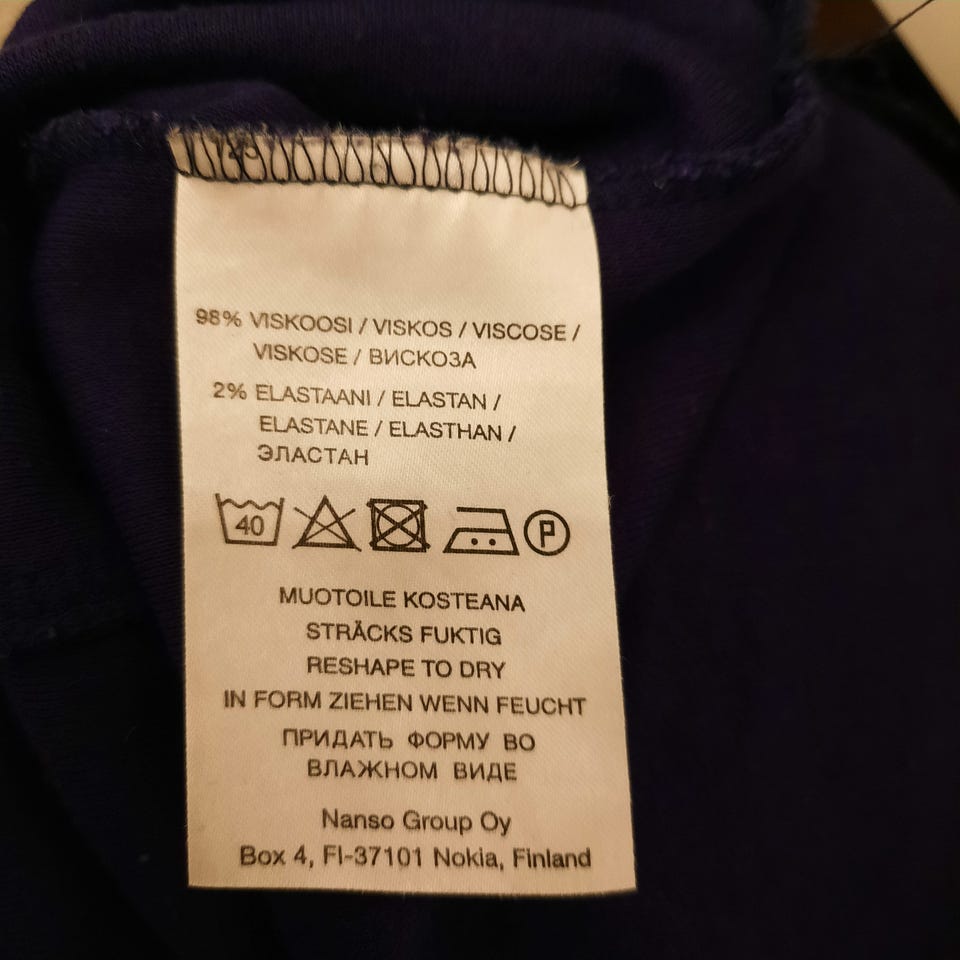 98% VISKOOSI / VISKOS / VISCOSE /
VISKOSE / ВИСКОЗА
2% ELASTAANI / ELASTAN /
ELASTANE / ELASTHAN /
ЭЛАСТАН
40 P
MUOTOILE KOSTEANA
STRÄCKS FUKTIG
RESHAPE TO DRY
IN FORM ZIEHEN WENN FEUCHT
ПРИДАТЬ ФОРМУ ВО
ВЛАЖНОМ ВИДЕ
Nanso Group Oy
Box 4, FI-37101 Nokia, Finland